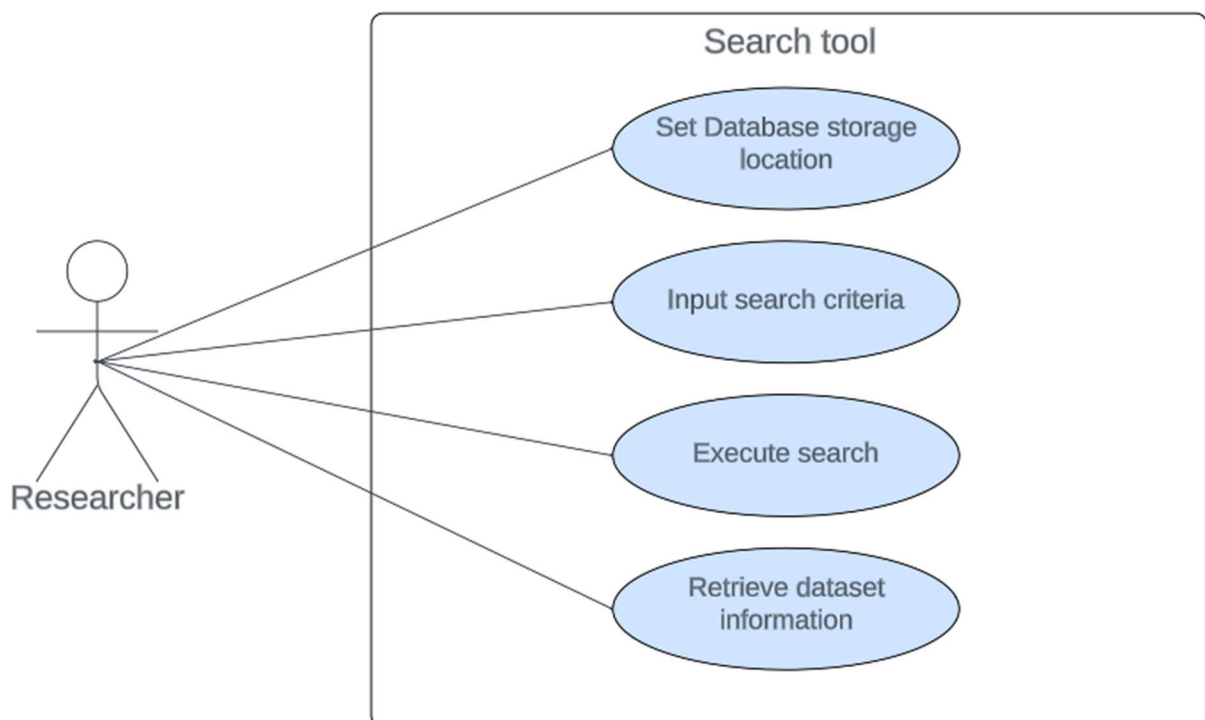 Search tool
Set Database storage
location
Input search criteria
Execute search
Researcher
Retrieve dataset
information